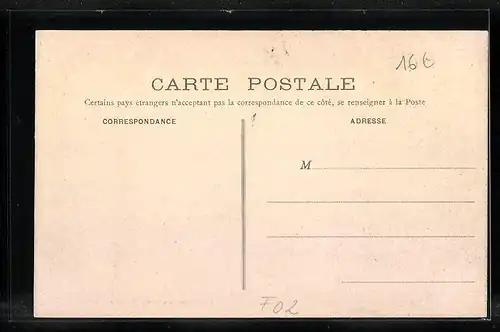 16€
CARTE POSTALE
Certains pays étrangers n'acceptant pas la correspondance de ce côté, se renseigner à la Poste
CORRESPONDANCE
ADRESSE
M
F02